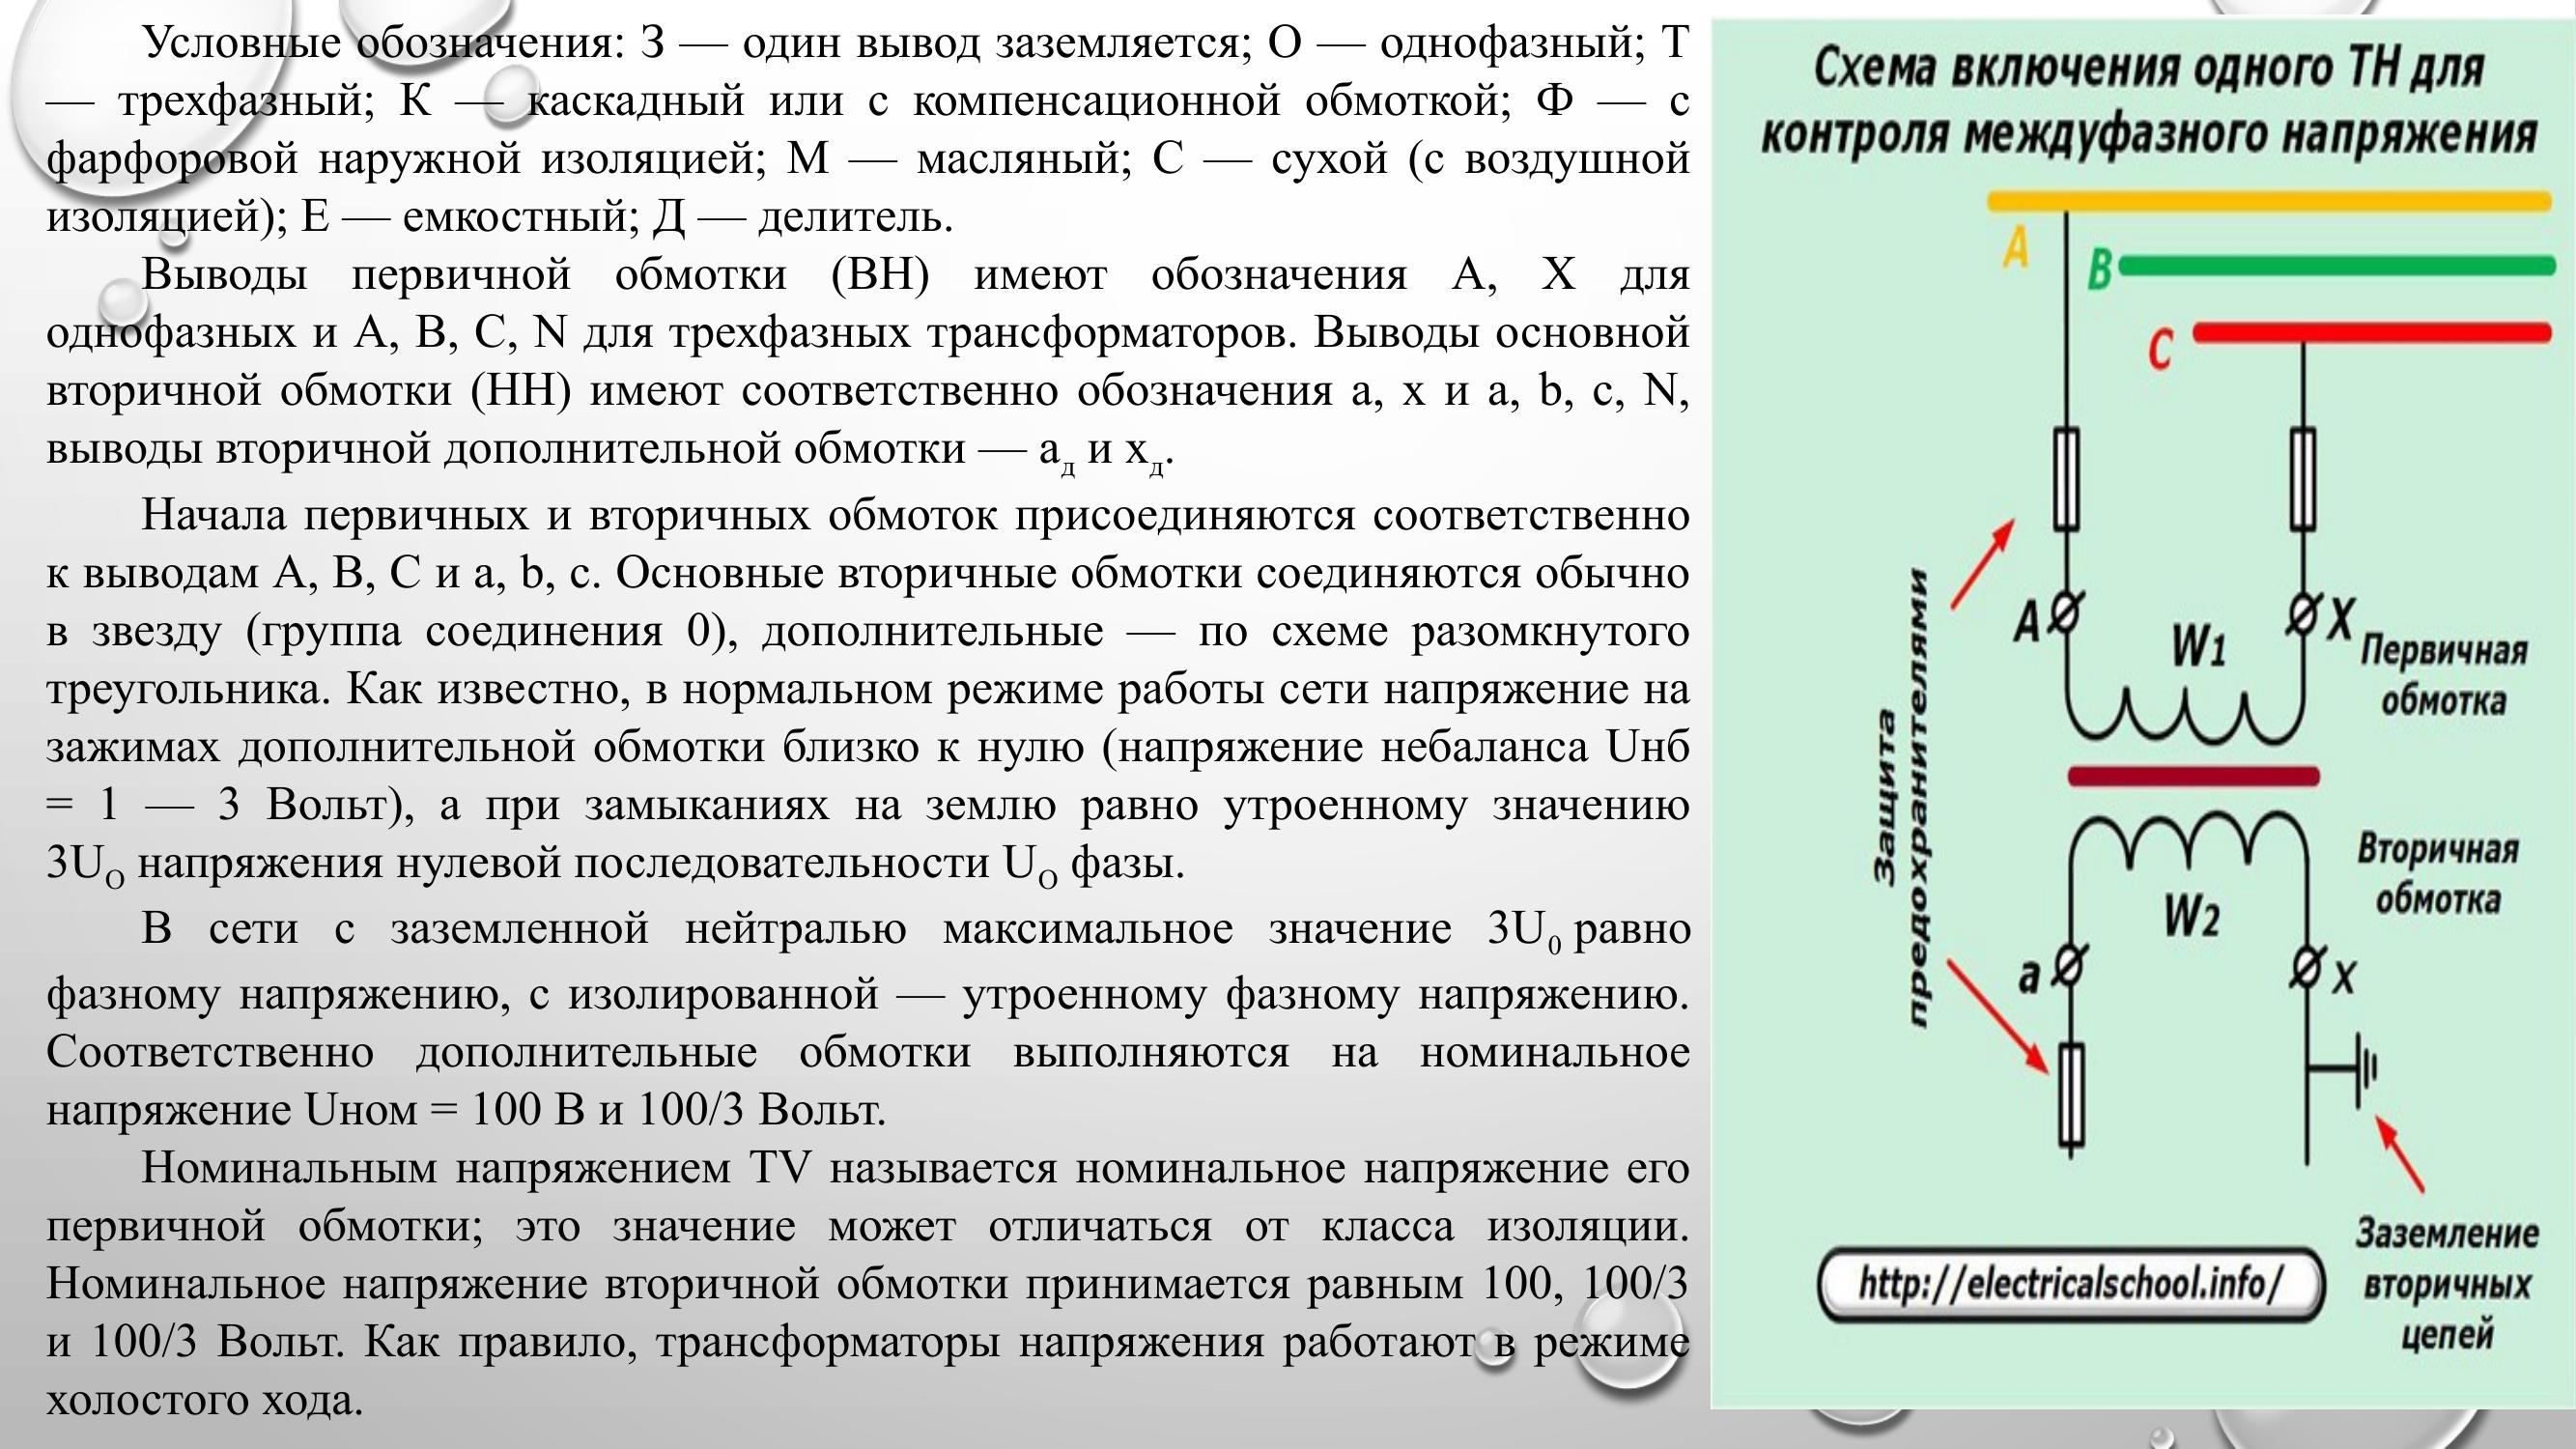 Условные обозначения: З — один вывод заземляется; О — однофазный; Т
— трехфазный; К — каскадный или с компенсационной обмоткой; Ф — с
фарфоровой наружной изоляцией; М — масляный; С — сухой (с воздушной
изоляцией); Е — емкостный; Д — делитель.
Выводы первичной обмотки (ВН) имеют обозначения А, Х для
однофазных и А, В, С, N для трехфазных трансформаторов. Выводы основной
вторичной обмотки (НН) имеют соответственно обозначения а, х и а, b, с, N,
выводы вторичной дополнительной обмотки — ад и хд.
Начала первичных и вторичных обмоток присоединяются соответственно
к выводам А, В, С и а, b, с. Основные вторичные обмотки соединяются обычно
в звезду (группа соединения 0), дополнительные — по схеме разомкнутого
треугольника. Как известно, в нормальном режиме работы сети напряжение на
зажимах дополнительной обмотки близко к нулю (напряжение небаланса Uнб
= 1 — 3 Вольт), а при замыканиях на землю равно утроенному значению
3UО напряжения нулевой последовательности UО фазы.
В сети с заземленной нейтралью максимальное значение 3U0 равно
фазному напряжению, с изолированной — утроенному фазному напряжению.
Соответственно дополнительные обмотки выполняются на номинальное
напряжение Uном = 100 В и 100/3 Вольт.
Номинальным напряжением TV называется номинальное напряжение его
первичной обмотки; это значение может отличаться от класса изоляции.
Номинальное напряжение вторичной обмотки принимается равным 100, 100/3
и 100/3 Вольт. Как правило, трансформаторы напряжения работают в режиме
холостого хода.
Схема включения одного ТН для
контроля междуфазного напряжения
A
B
C
A
X
W1
Первичная
обмотка
Защита
предохранителями
Вторичная
обмотка
W2
a
x
Заземление
вторичных
цепей
http://electricalschool.info/